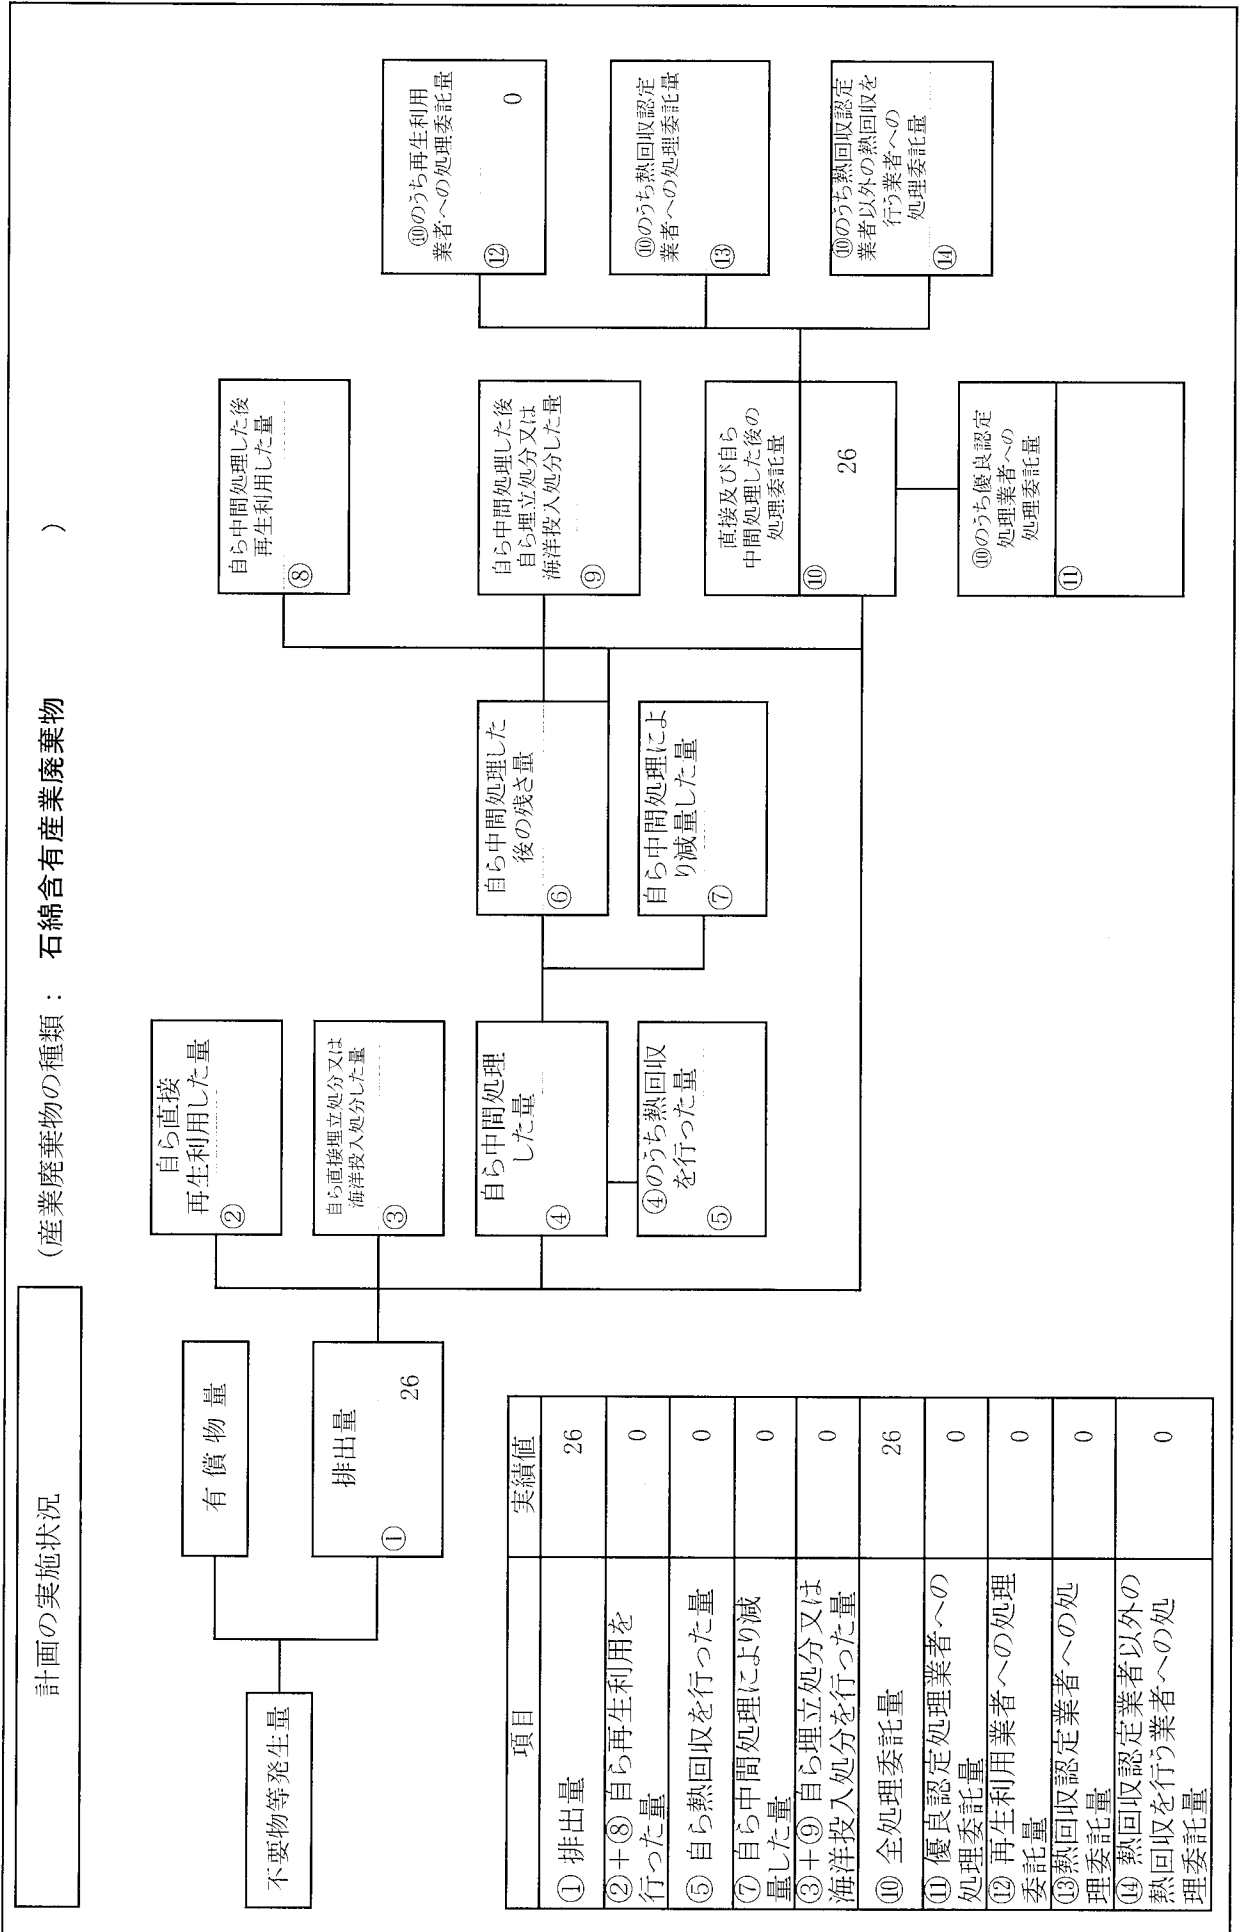 計画の実施状況
(産業廃棄物の種類： 石綿含有産業廃棄物 )
不要物等発生量
有償物量
排出量
①
26
自ら直接
再生利用した量
②
自ら直接埋立処分又は
海洋投入処分した量
③
自ら中間処理
した量
④
④のうち熱回収
を行った量
⑤
自ら中間処理した
後の残さ量
⑥
自ら中間処理によ
り減量した量
⑦
自ら中間処理した後
再生利用した量
⑧
自ら中間処理した後
自ら埋立処分又は
海洋投入処分した量
⑨
直接及び自ら
中間処理した後の
処理委託量
⑩
26
⑩のうち優良認定
処理業者への
処理委託量
⑪
⑩のうち再生利用
業者への処理委託量
⑫
0
⑩のうち熱回収認定
業者への処理委託量
⑬
⑩のうち熱回収認定
業者以外の熱回収を
行う業者への
処理委託量
⑭
項目 実績値
① 排出量 26
②+⑧ 自ら再生利用を
行った量 0
⑤ 自ら熱回収を行った量 0
⑦ 自ら中間処理により減
量した量 0
③+⑨ 自ら埋立処分又は
海洋投入処分を行った量 0
⑩ 全処理委託量 26
⑪ 優良認定処理業者への
処理委託量 0
⑫ 再生利用業者への処理
委託量 0
⑬熱回収認定業者への処
理委託量 0
⑭ 熱回収認定業者以外の
熱回収を行う業者への処
理委託量 0